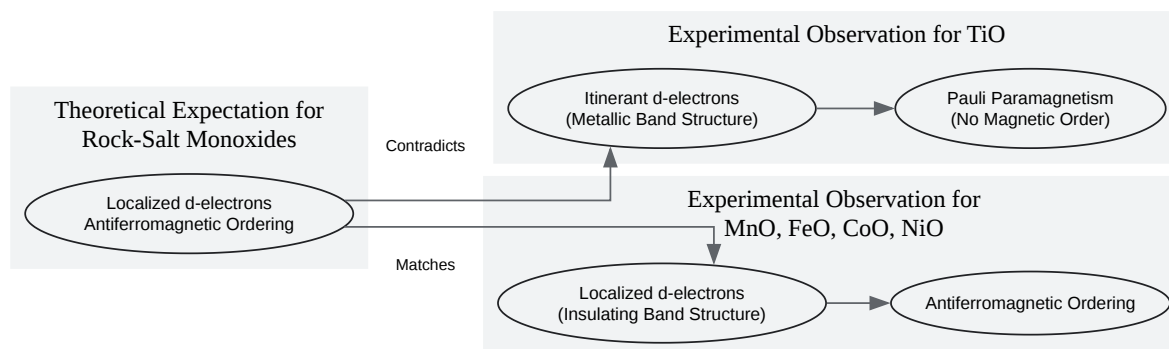 Theoretical Expectation for
Rock-Salt Monoxides
Localized d-electrons
Antiferromagnetic Ordering
Contradicts
Matches
Experimental Observation for TiO
Itinerant d-electrons
(Metallic Band Structure)
Pauli Paramagnetism
(No Magnetic Order)
Experimental Observation for
MnO, FeO, CoO, NiO
Localized d-electrons
(Insulating Band Structure)
Antiferromagnetic Ordering